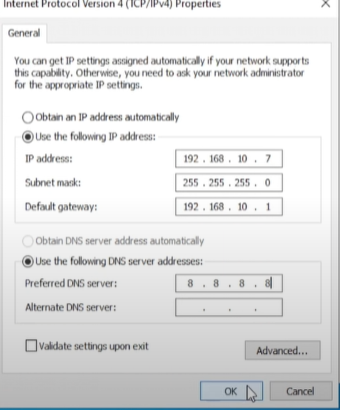 Internet Protocol Version 4 (TCP/IPv4) Properties
General
You can get IP settings assigned automatically if your network supports
this capability. Otherwise, you need to ask your network administrator
for the appropriate IP settings.
Obtain an IP address automatically
Use the following IP address:
IP address: 192 . 168 . 10 . 7
Subnet mask: 255 . 255 . 255 . 0
Default gateway: 192 . 168 . 10 . 1
Obtain DNS server address automatically
Use the following DNS server addresses:
Preferred DNS server: 8 . 8 . 8 . 8
Alternate DNS server: . . .
Validate settings upon exit
Advanced...
OK Cancel